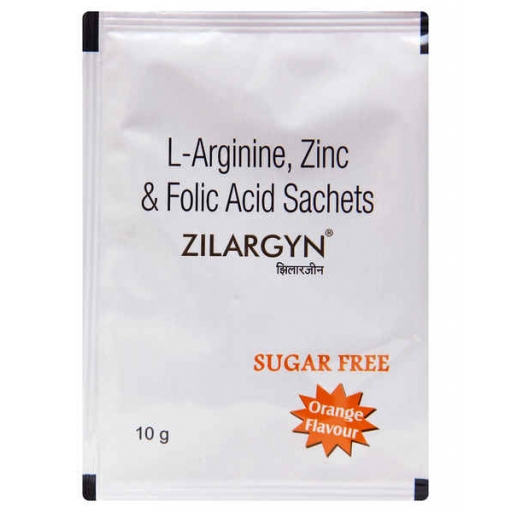 L-Arginine, Zinc
& Folic Acid Sachets
ZILARGYN®
झिलारजीन
SUGAR FREE
Orange
Flavour
10 g